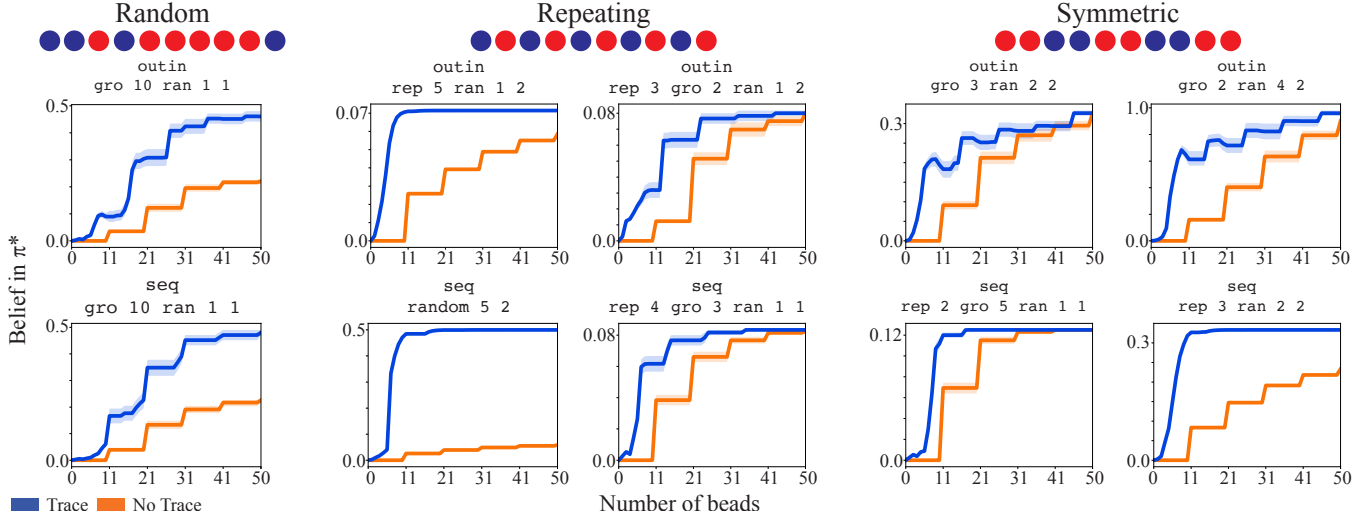 Random
Repeating
Symmetric
outin
gro 10 ran 1 1
outin
rep 5 ran 1 2
outin
rep 3 gro 2 ran 1 2
outin
gro 3 ran 2 2
outin
gro 2 ran 4 2
0.5
0.0
0 11 21 31 41 50
0.07
0.0
0 11 21 31 41 50
0.08
0.0
0 11 21 31 41 50
0.3
0.0
0 11 21 31 41 50
1.0
0.0
0 11 21 31 41 50
Belief in π*
seq
gro 10 ran 1 1
seq
random 5 2
seq
rep 4 gro 3 ran 1 1
seq
rep 2 gro 5 ran 1 1
seq
rep 3 ran 2 2
0.5
0.0
0 11 21 31 41 50
0.5
0.0
0 11 21 31 41 50
0.08
0.0
0 11 21 31 41 50
0.12
0.0
0 11 21 31 41 50
0.3
0.0
0 11 21 31 41 50
Trace No Trace
Number of beads